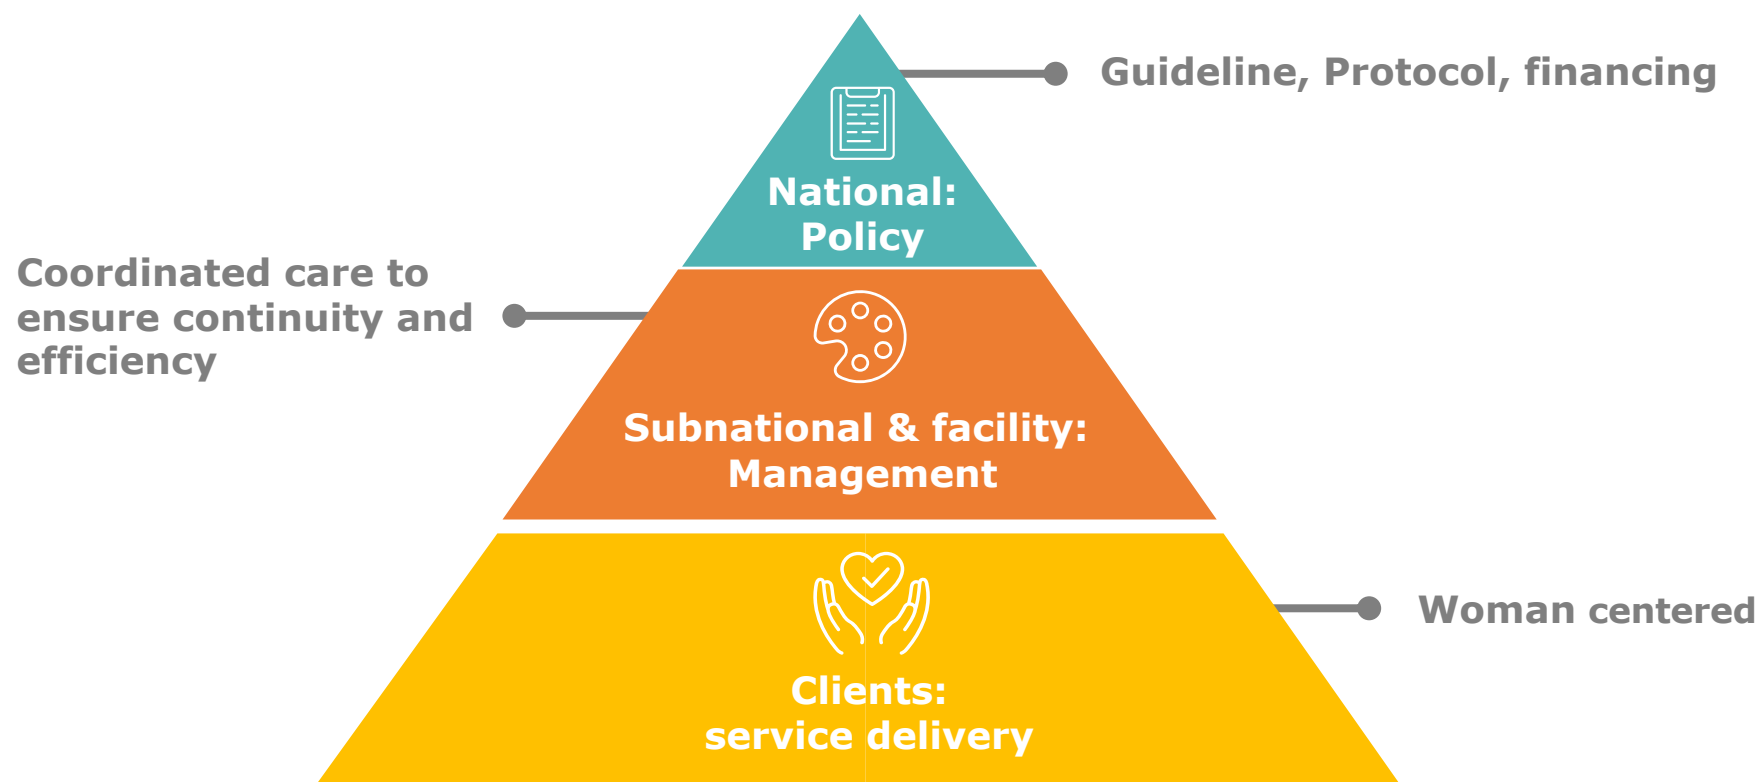 Guideline, Protocol, financing
National:
Policy
Coordinated care to
ensure continuity and
efficiency
Subnational & facility:
Management
Woman centered
Clients:
service delivery